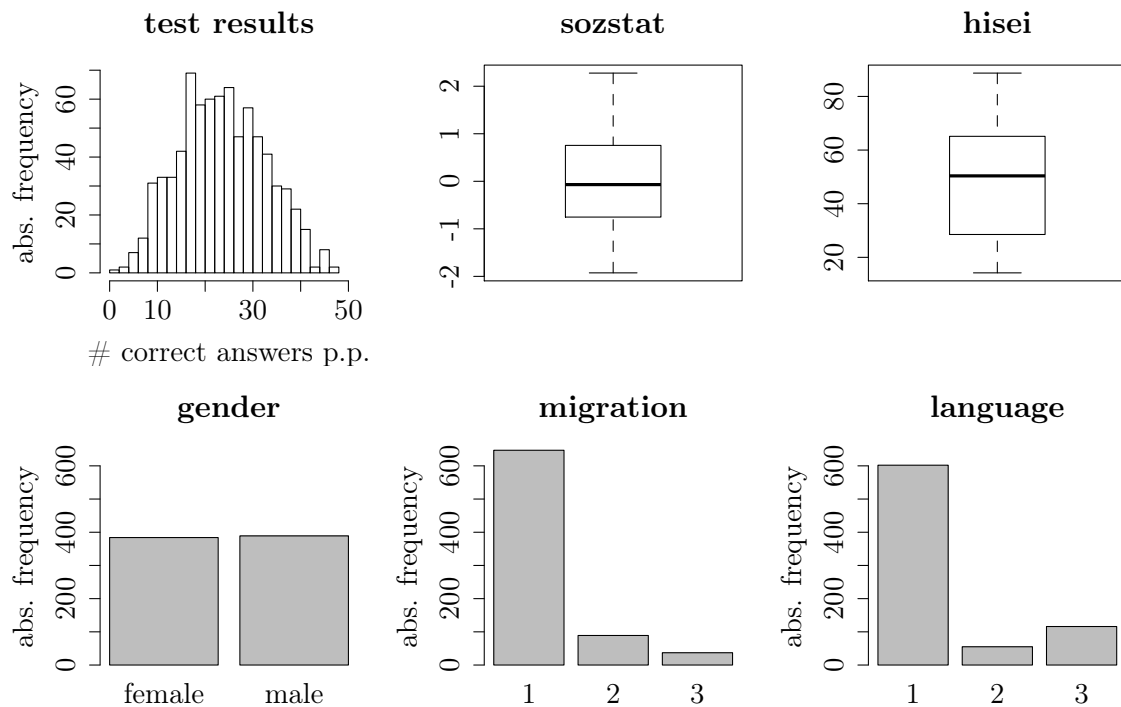 test results
abs. frequency
0 20 40 60
0 10 30 50
# correct answers p.p.
sozstat
-2 -1 0 1 2
hisei
20 40 60 80
gender
abs. frequency
0 200 400 600
female male
migration
abs. frequency
0 200 400 600
1 2 3
language
abs. frequency
0 200 400 600
1 2 3